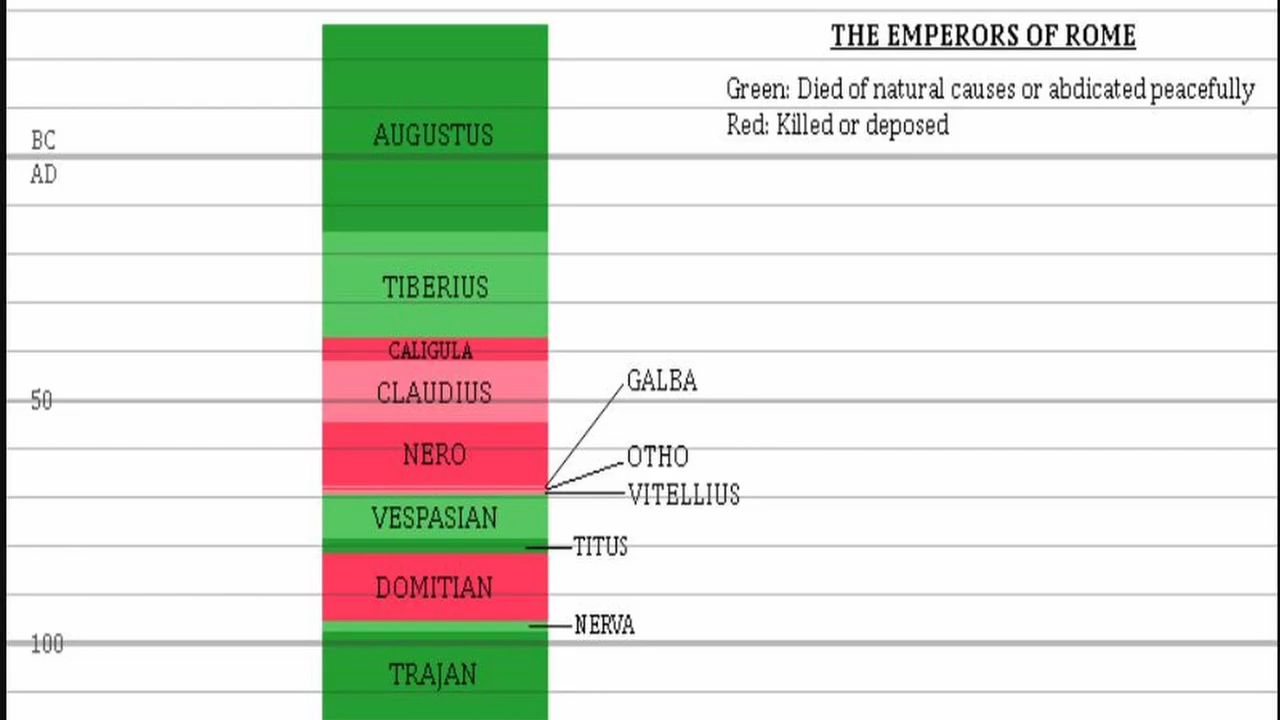 THE EMPERORS OF ROME
Green: Died of natural causes or abdicated peacefully
Red: Killed or deposed
BC
AUGUSTUS
AD
TIBERIUS
CALIGULA
GALBA
CLAUDIUS
50
NERO
OTHO
VITELLIUS
VESPASIAN
TITUS
DOMITIAN
NERVA
100
TRAJAN